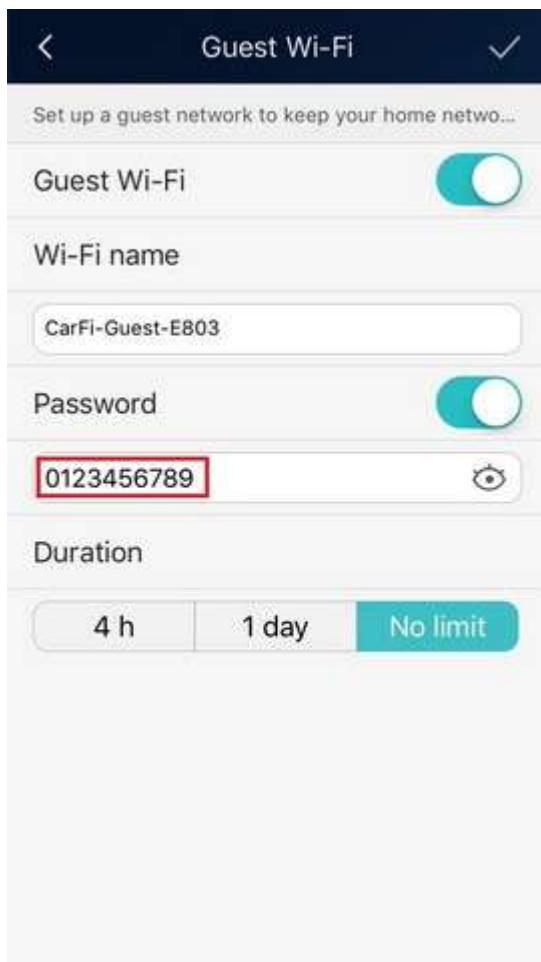 Guest Wi-Fi
Set up a guest network to keep your home netwo...
Guest Wi-Fi
Wi-Fi name
CarFi-Guest-E803
Password
0123456789
Duration
4 h 1 day No limit